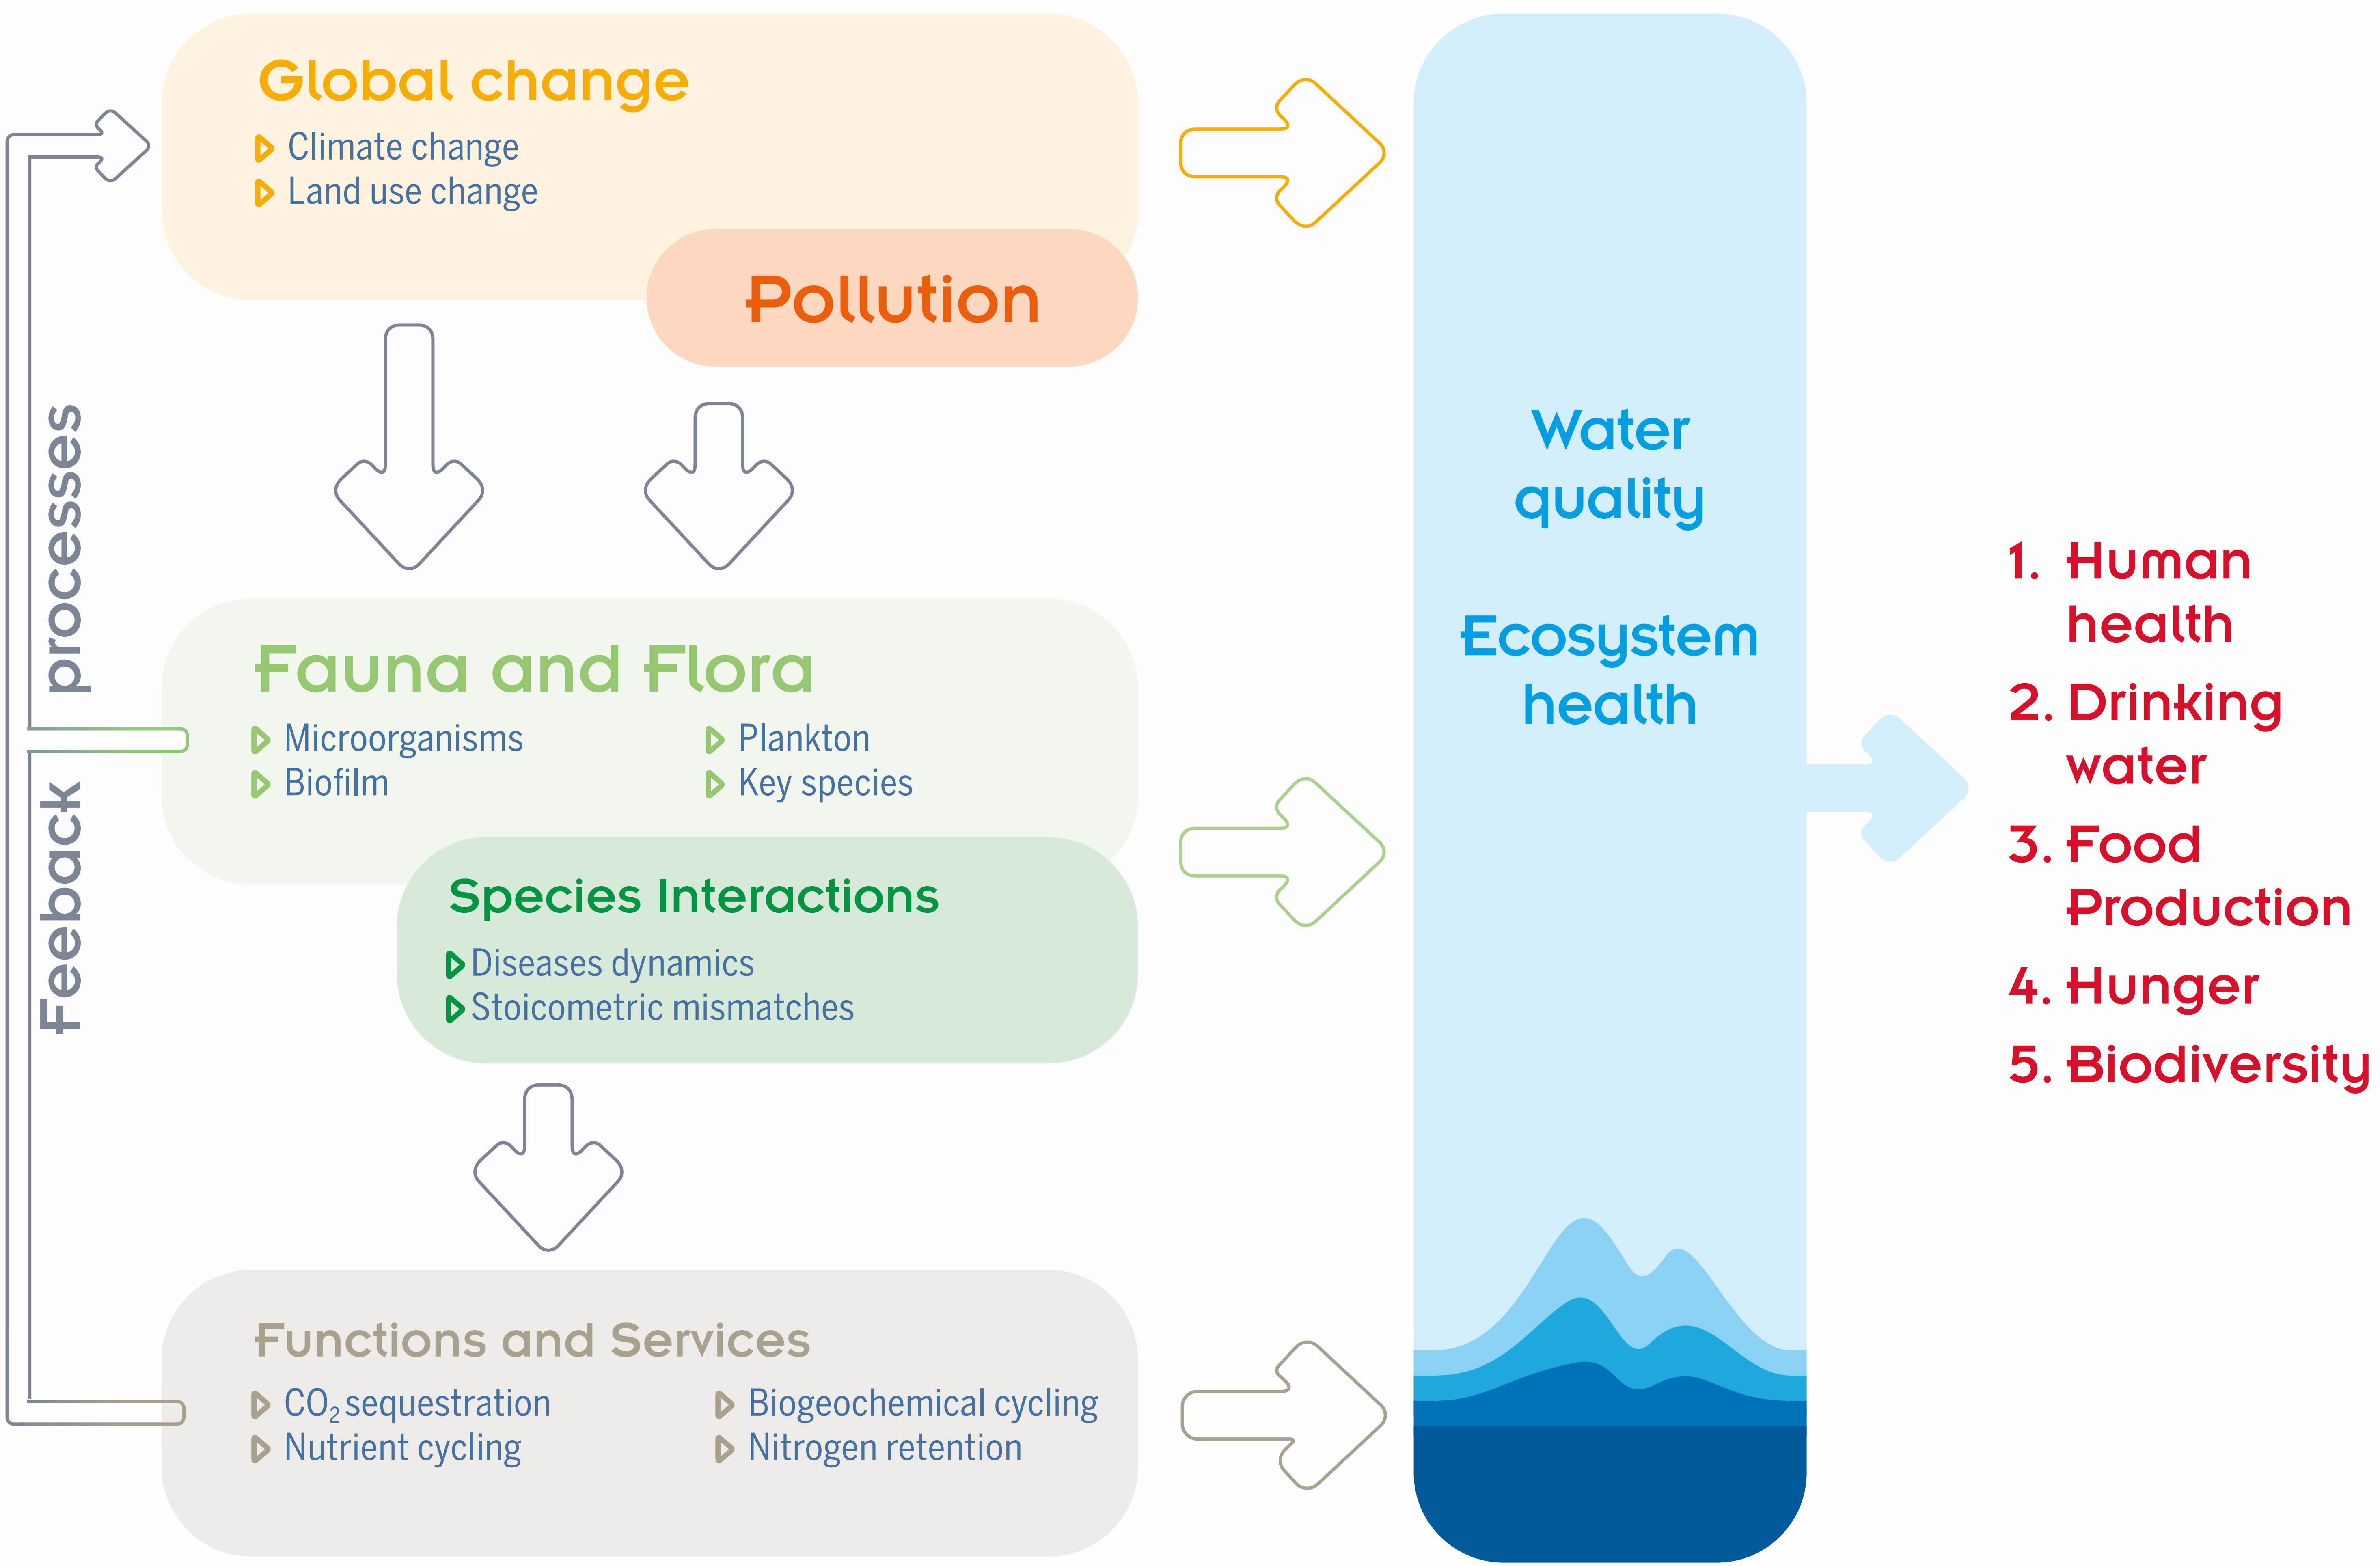 Global change
Climate change
Land use change
Pollution
Feeback processes
Fauna and Flora
Microorganisms
Biofilm
Plankton
Key species
Species Interactions
Diseases dynamics
Stoicometric mismatches
Functions and Services
CO₂ sequestration
Nutrient cycling
Biogeochemical cycling
Nitrogen retention
Water
quality
Ecosystem
health
1. Human
health
2. Drinking
water
3. Food
Production
4. Hunger
5. Biodiversity